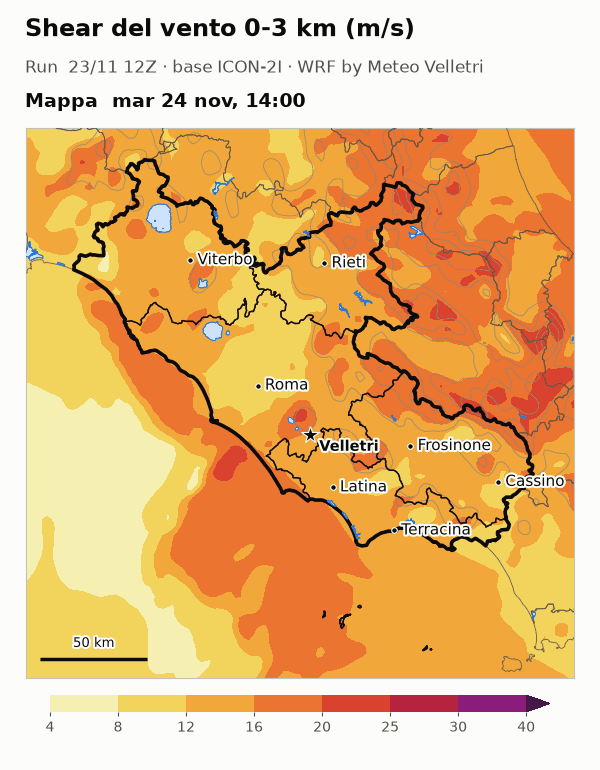 Shear del vento 0-3 km (m/s)
Run  23/11 12Z · base ICON-2I · WRF by Meteo Velletri
Mappa  mar 24 nov, 14:00
Viterbo
Rieti
Roma
Velletri
Frosinone
Cassino
Latina
Terracina
50 km
4 8 12 16 20 25 30 40